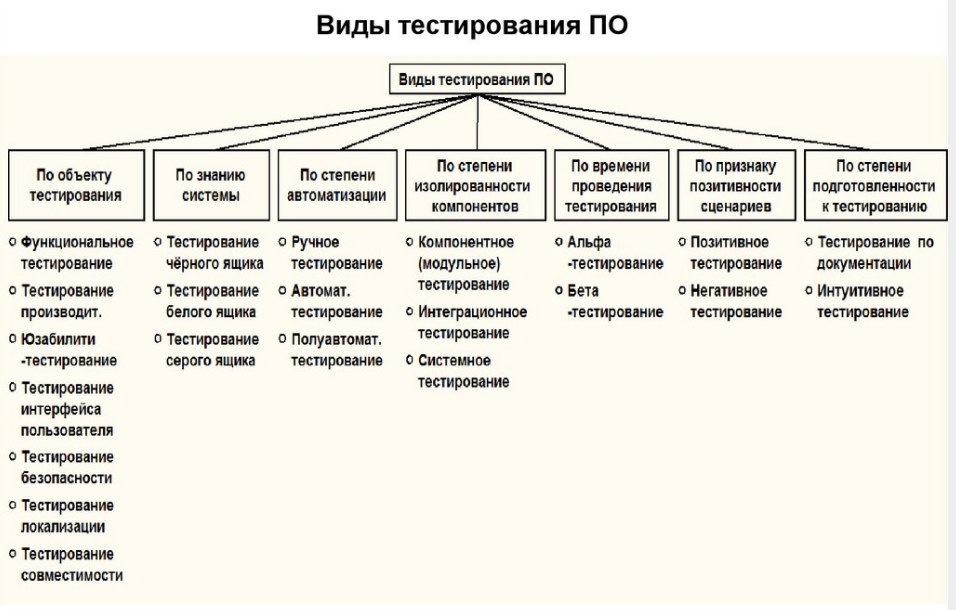 Виды тестирования ПО
Виды тестирования ПО
По объекту
тестирования
Функциональное
тестирование
Тестирование
производит.
Юзабилити
-тестирование
Тестирование
интерфейса
пользователя
Тестирование
безопасности
Тестирование
локализации
Тестирование
совместимости
По знанию
системы
Тестирование
чёрного ящика
Тестирование
белого ящика
Тестирование
серого ящика
По степени
автоматизации
Ручное
тестирование
Автомат.
тестирование
Полуавтомат.
тестирование
По степени
изолированности
компонентов
Компонентное
(модульное)
тестирование
Интеграционное
тестирование
Системное
тестирование
По времени
проведения
тестирования
Альфа
-тестирование
Бета
-тестирование
По признаку
позитивности
сценариев
Позитивное
тестирование
Негативное
тестирование
По степени
подготовленности
к тестированию
Тестирование по
документации
Интуитивное
тестирование